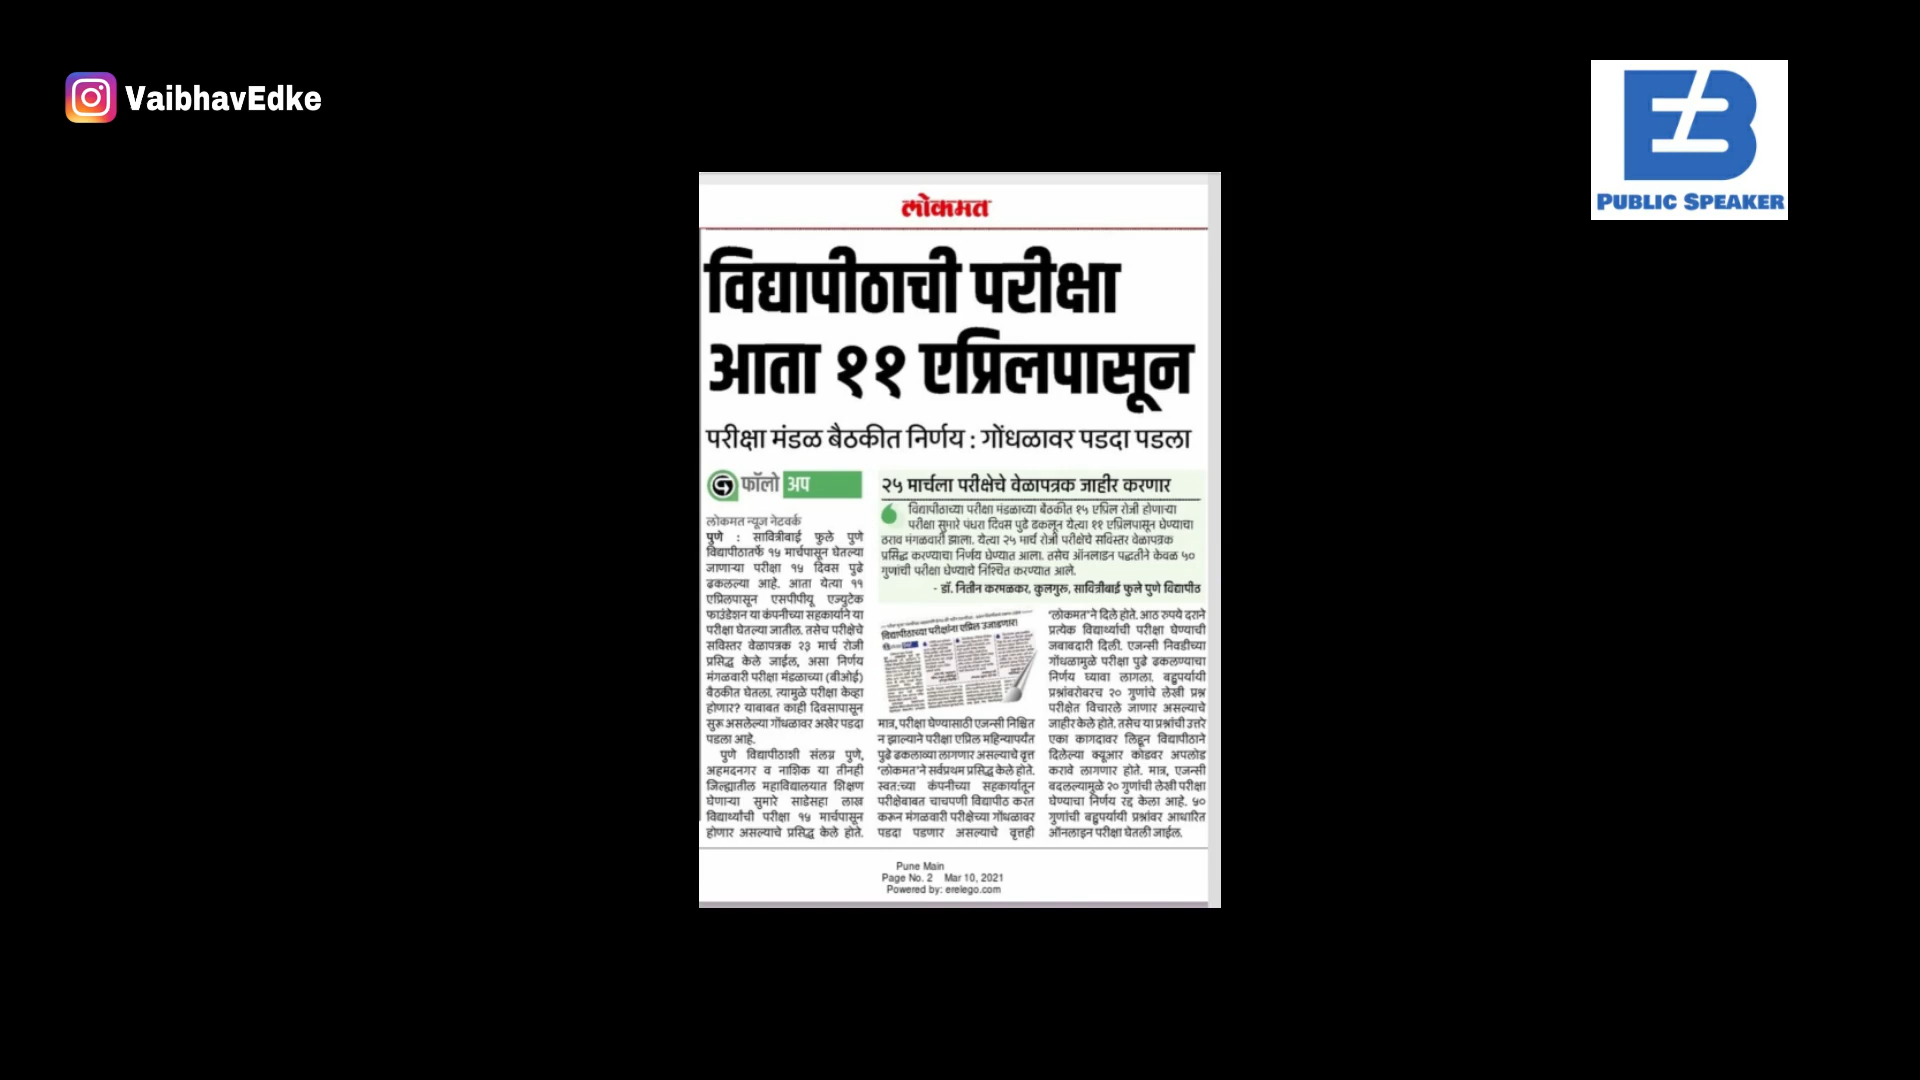 VaibhavEdke
PUBLIC SPEAKER
लोकमत
विद्यापीठाची परीक्षा
आता ११ एप्रिलपासून
परीक्षा मंडळ बैठकीत निर्णय : गोंधळावर पडदा पडला
फॉलो अप
लोकमत न्यूज नेटवर्क
पुणे : सावित्रीबाई फुले पुणे
विद्यापीठातर्फे १५ मार्चपासून घेतल्या
जाणाऱ्या परीक्षा १५ दिवस पुढे
ढकलल्या आहे. आता येत्या ११
एप्रिलपासून एसपीपीयू एज्युटेक
फाउंडेशन या कंपनीच्या सहकार्याने या
परीक्षा घेतल्या जातील. तसेच परीक्षेचे
सविस्तर वेळापत्रक २३ मार्च रोजी
प्रसिद्ध केले जाईल, असा निर्णय
मंगळवारी परीक्षा मंडळाच्या (बीओई)
बैठकीत घेतला. त्यामुळे परीक्षा केव्हा
होणार? याबाबत काही दिवसापासून
सुरू असलेल्या गोंधळावर अखेर पडदा
पडला आहे.
पुणे विद्यापीठाशी संलग्न पुणे,
अहमदनगर व नाशिक या तीनही
जिल्ह्यातील महाविद्यालयात शिक्षण
घेणाऱ्या सुमारे साडेसहा लाख
विद्यार्थ्यांची परीक्षा १५ मार्चपासून
होणार असल्याचे प्रसिद्ध केले होते.
२५ मार्चला परीक्षेचे वेळापत्रक जाहीर करणार
विद्यापीठाच्या परीक्षा मंडळाच्या बैठकीत १५ एप्रिल रोजी होणाऱ्या
परीक्षा सुमारे पंधरा दिवस पुढे ढकलून येत्या ११ एप्रिलपासून घेण्याचा
ठराव मंगळवारी झाला. येत्या २५ मार्च रोजी परीक्षेचे सविस्तर वेळापत्रक
प्रसिद्ध करण्याचा निर्णय घेण्यात आला. तसेच ऑनलाइन पद्धतीने केवळ ५०
गुणांची परीक्षा घेण्याचे निश्चित करण्यात आले.
- डॉ. नितीन करमळकर, कुलगुरू, सावित्रीबाई फुले पुणे विद्यापीठ
विद्यापीठाच्या परीक्षांना एप्रिल उजाडणार!
मात्र, परीक्षा घेण्यासाठी एजन्सी निश्चित
न झाल्याने परीक्षा एप्रिल महिन्यापर्यंत
पुढे ढकलाव्या लागणार असल्याचे वृत्त
'लोकमत'ने सर्वप्रथम प्रसिद्ध केले होते.
स्वत:च्या कंपनीच्या सहकार्यातून
परीक्षेबाबत चाचपणी विद्यापीठ करत
करून मंगळवारी परीक्षेच्या गोंधळावर
पडदा पडणार असल्याचे वृत्तही
'लोकमत'ने दिले होते. आठ रुपये दराने
प्रत्येक विद्यार्थ्याची परीक्षा घेण्याची
जबाबदारी दिली. एजन्सी निवडीच्या
गोंधळामुळे परीक्षा पुढे ढकलण्याचा
निर्णय घ्यावा लागला. बहुपर्यायी
प्रश्नांबरोबरच २० गुणांचे लेखी प्रश्न
परीक्षेत विचारले जाणार असल्याचे
जाहीर केले होते. तसेच या प्रश्नांची उत्तरे
एका कागदावर लिहून विद्यापीठाने
दिलेल्या क्यूआर कोडवर अपलोड
करावे लागणार होते. मात्र, एजन्सी
बदलल्यामुळे २० गुणांची लेखी परीक्षा
घेण्याचा निर्णय रद्द केला आहे. ५०
गुणांची बहुपर्यायी प्रश्नांवर आधारित
ऑनलाइन परीक्षा घेतली जाईल.
Pune Main
Page No. 2 Mar 10, 2021
Powered by: erelego.com